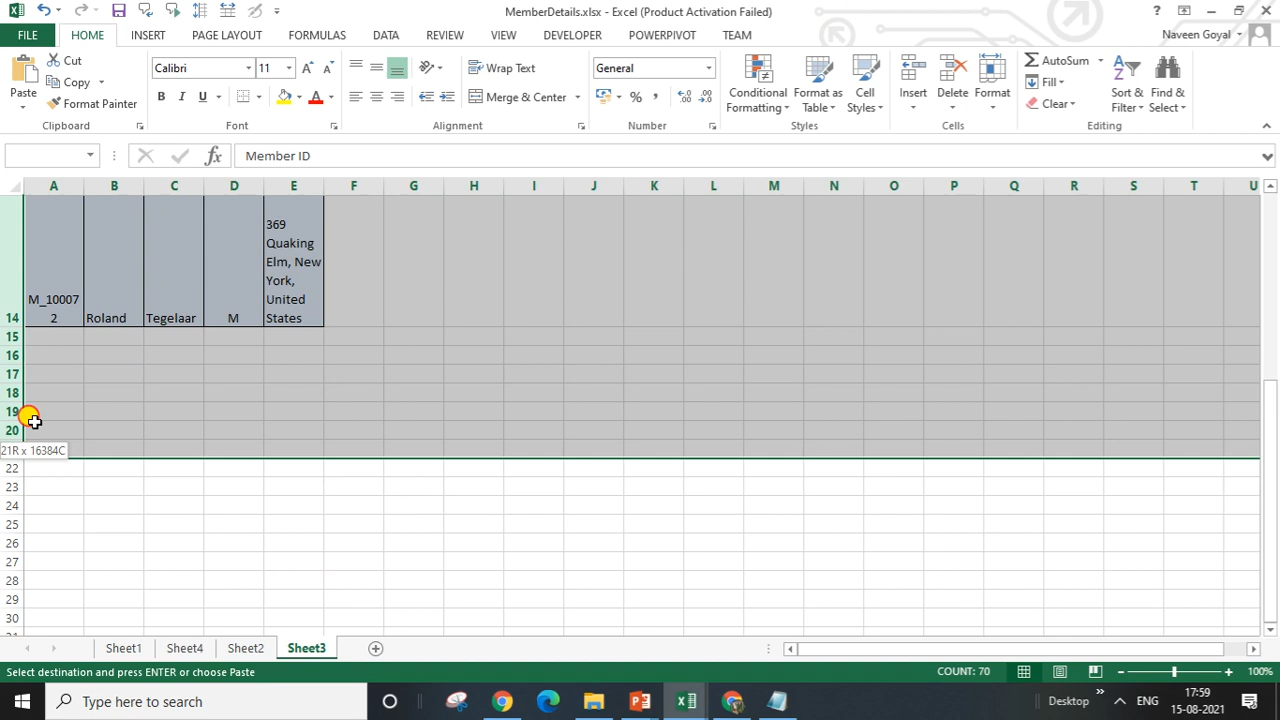 MemberDetails.xlsx - Excel (Product Activation Failed)
FILE HOME INSERT PAGE LAYOUT FORMULAS DATA REVIEW VIEW DEVELOPER POWERPIVOT TEAM Naveen Goyal
Paste
Cut
Copy
Format Painter
Clipboard
Calibri 11
B I U
Font
Wrap Text
Merge & Center
Alignment
General
%
Number
Conditional Formatting
Format as Table
Cell Styles
Styles
Insert
Delete
Format
Cells
AutoSum
Fill
Clear
Sort & Filter
Find & Select
Editing
fx Member ID
A B C D E F G H I J K L M N O P Q R S T U
369
Quaking
Elm, New
York,
M_10007 United
14 2 Roland Tegelaar M States
15
16
17
18
19
20
21R x 16384C
22
23
24
25
26
27
28
29
30
31
Sheet1 Sheet4 Sheet2 Sheet3
Select destination and press ENTER or choose Paste COUNT: 70 100%
Type here to search Desktop ENG 17:59
15-08-2021